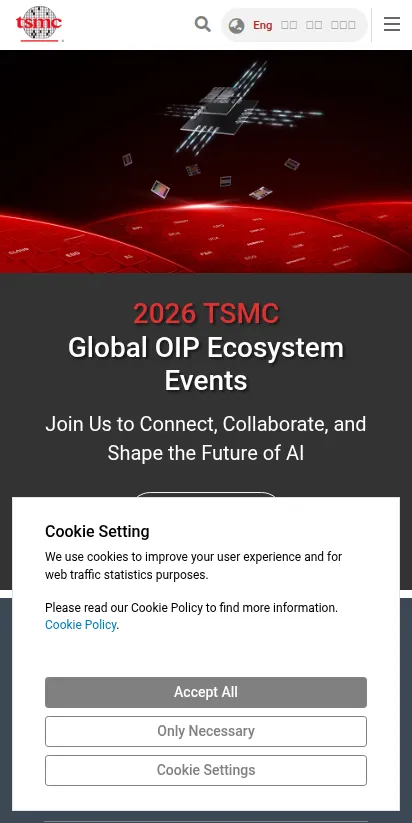 tsmc
Eng
2026 TSMC
Global OIP Ecosystem
Events
Join Us to Connect, Collaborate, and
Shape the Future of AI
Cookie Setting
We use cookies to improve your user experience and for
web traffic statistics purposes.
Please read our Cookie Policy to find more information.
Cookie Policy.
Accept All
Only Necessary
Cookie Settings